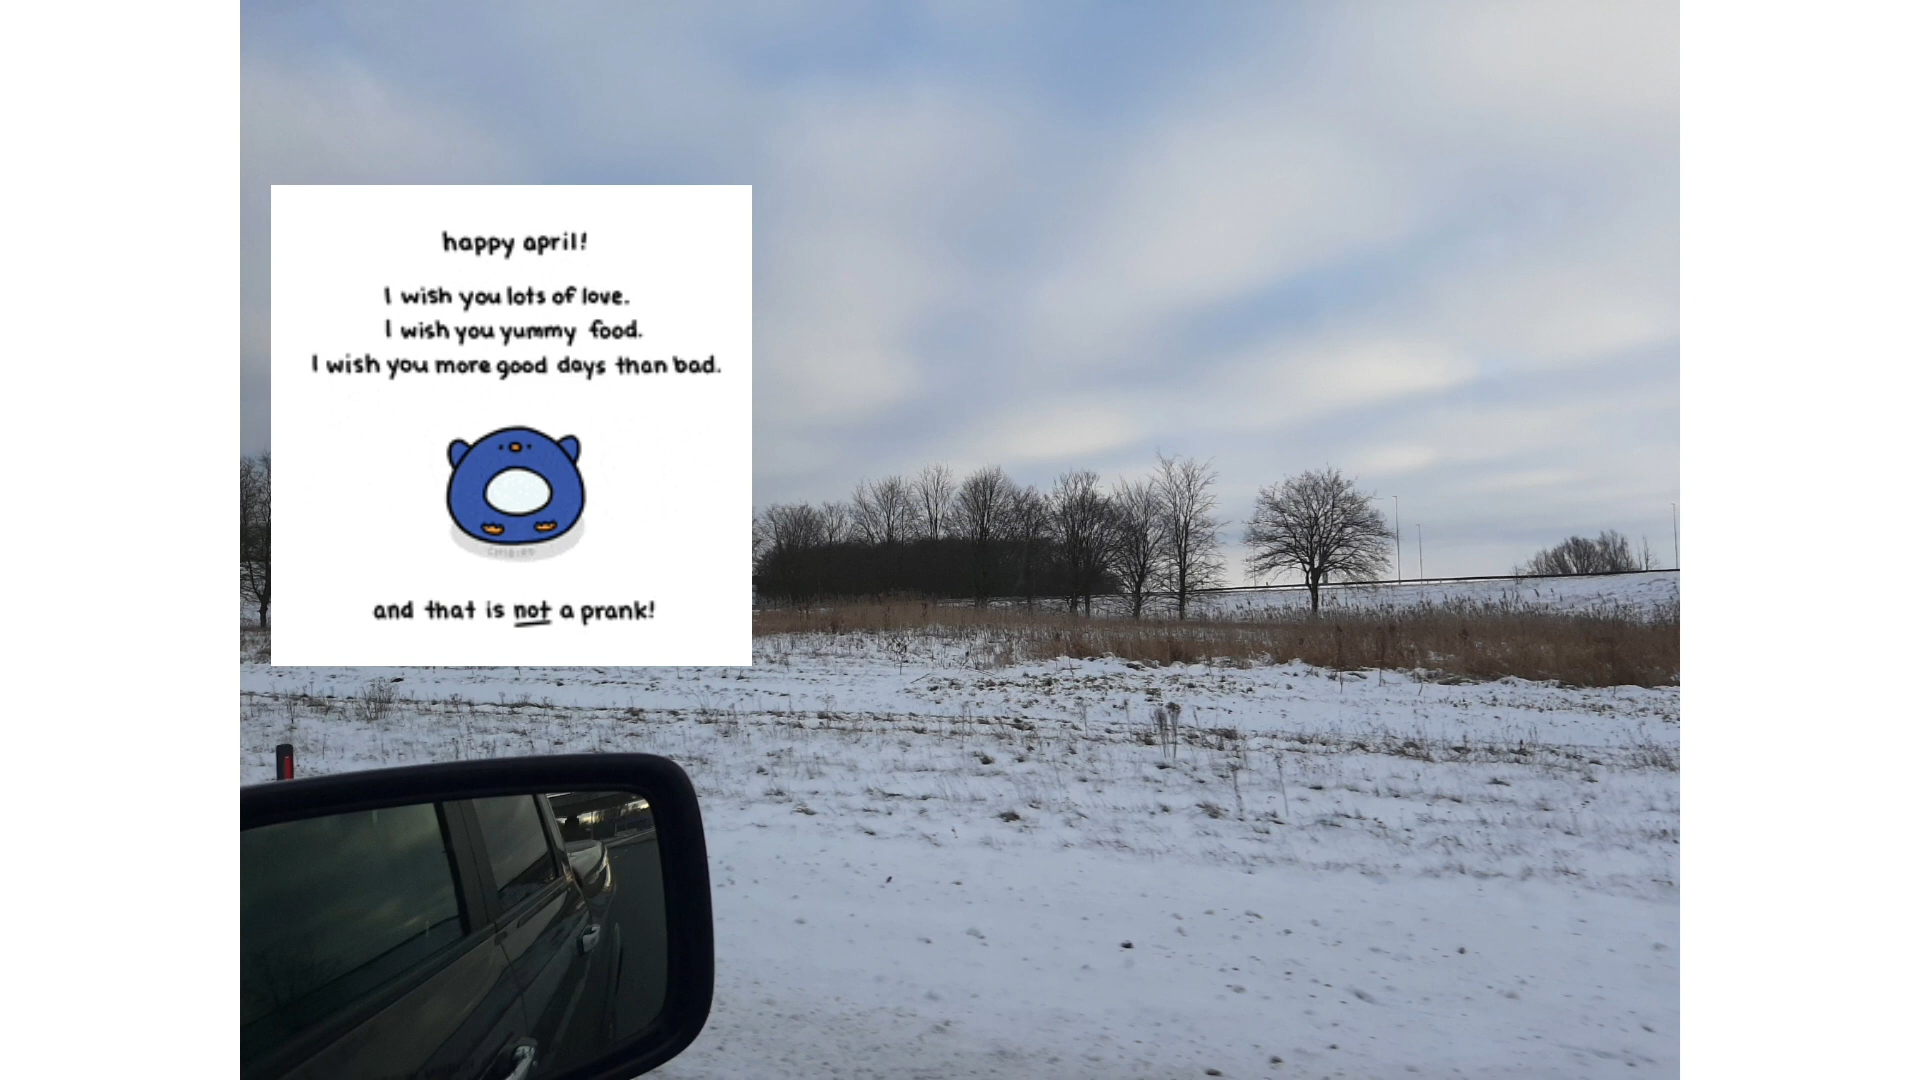 happy april!
I wish you lots of love.
I wish you yummy food.
I wish you more good days than bad.
CHIBIRD
and that is not a prank!